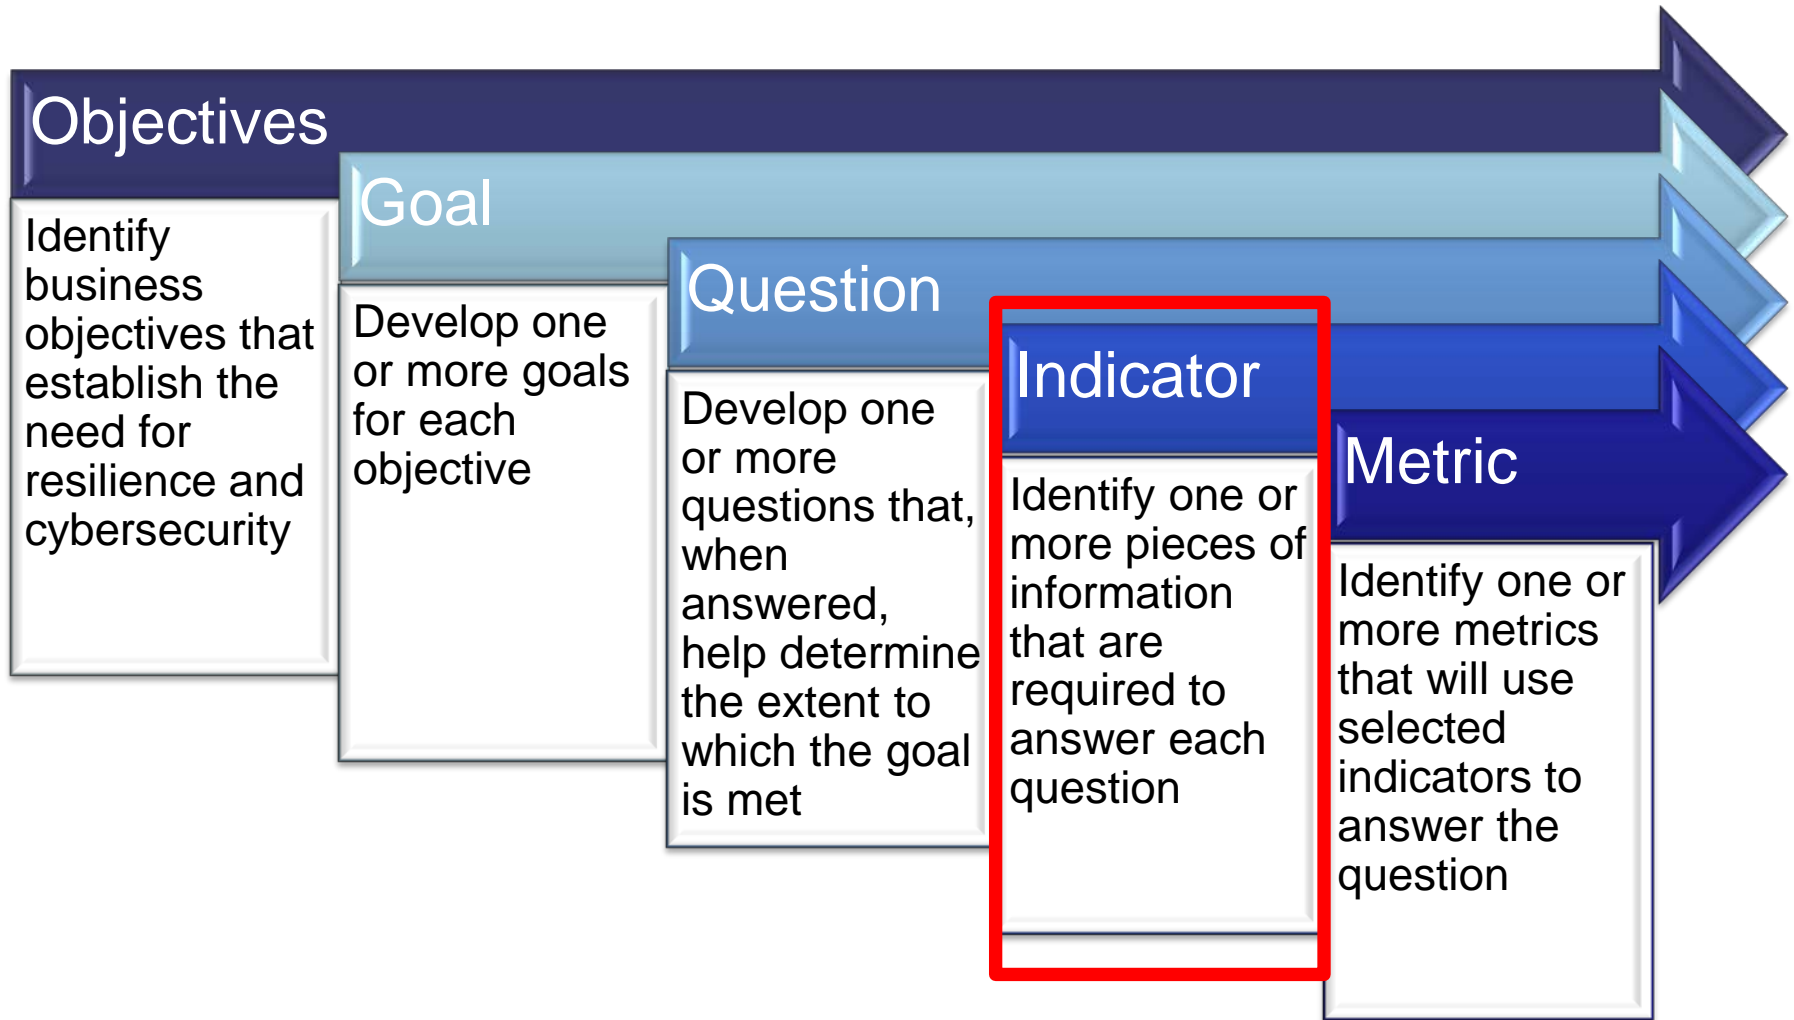 Objectives
Identify
business
objectives that
establish the
need for
resilience and
cybersecurity
Goal
Develop one
or more goals
for each
objective
Question
Develop one
or more
questions that,
when
answered,
help determine
the extent to
which the goal
is met
Indicator
Identify one or
more pieces of
information
that are
required to
answer each
question
Metric
Identify one or
more metrics
that will use
selected
indicators to
answer the
question